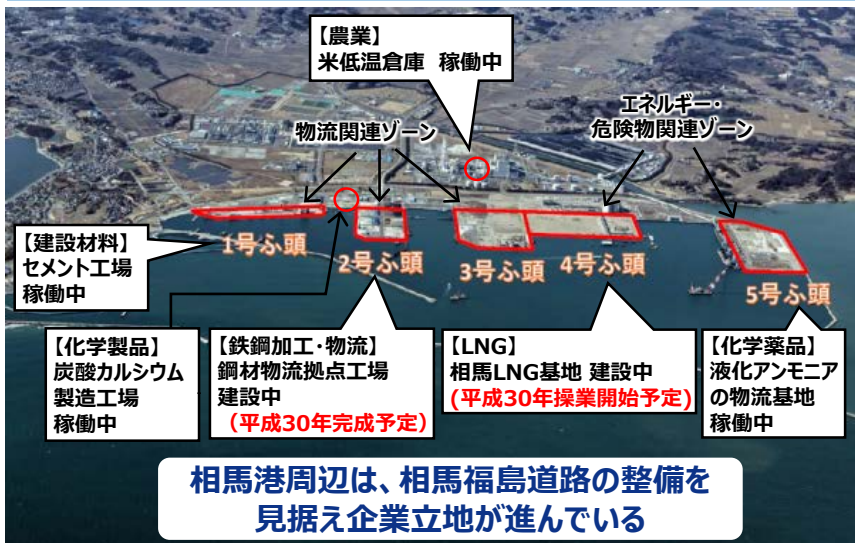 【農業】
米低温倉庫 稼働中
物流関連ゾーン
エネルギー・
危険物関連ゾーン
1号ふ頭
2号ふ頭
3号ふ頭
4号ふ頭
5号ふ頭
【建設材料】
セメント工場
稼働中
【化学製品】
炭酸カルシウム
製造工場
稼働中
【鉄鋼加工・物流】
鋼材物流拠点工場
建設中
（平成30年完成予定）
【LNG】
相馬LNG基地 建設中
(平成30年操業開始予定)
【化学薬品】
液化アンモニア
の物流基地
稼働中
相馬港周辺は、相馬福島道路の整備を
見据え企業立地が進んでいる